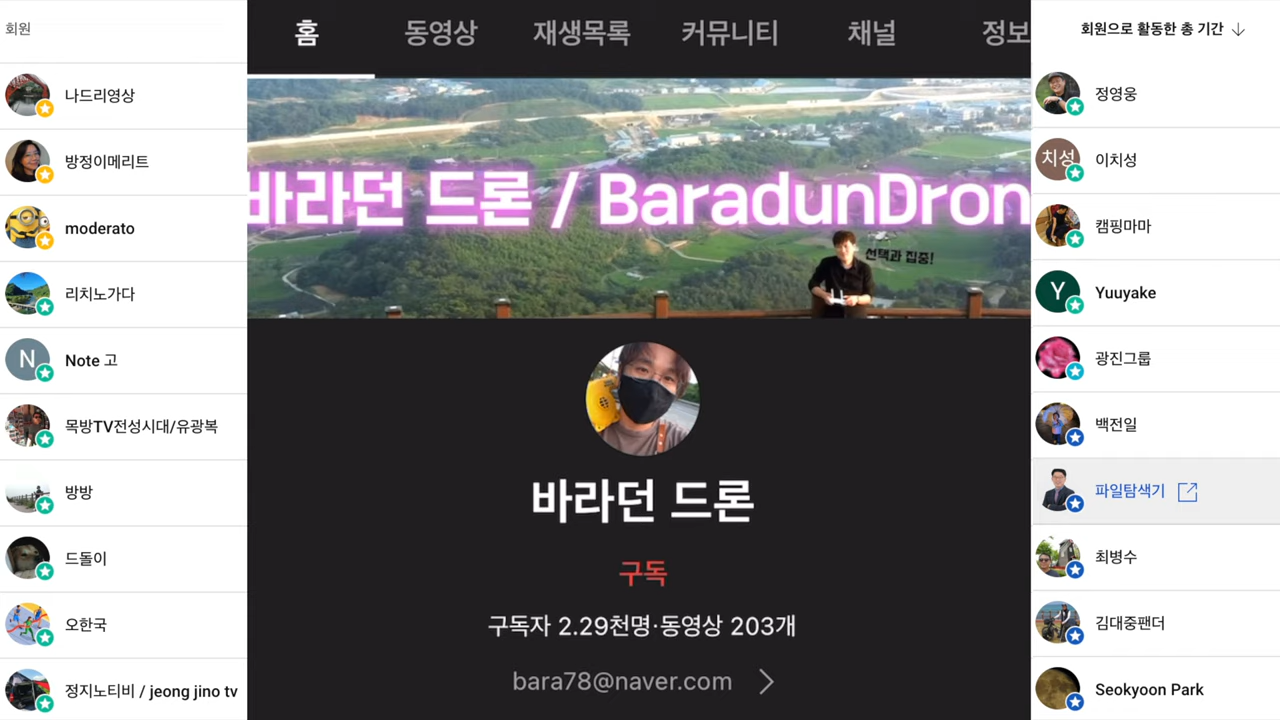 회원
나드리영상
방정이메리트
moderato
리치노가다
N
Note 고
목방TV전성시대/유광복
방방
드돌이
오한국
정지노티비 / jeong jino tv
홈 동영상 재생목록 커뮤니티 채널 정보
바라던 드론 / BaradunDron
선택과 집중!
바라던 드론
구독
구독자 2.29천명·동영상 203개
bara78@naver.com
회원으로 활동한 총 기간 ↓
정영웅
치성
이치성
캠핑마마
Y
Yuuyake
광진그룹
백전일
파일탐색기
최병수
김대중팬더
Seokyoon Park